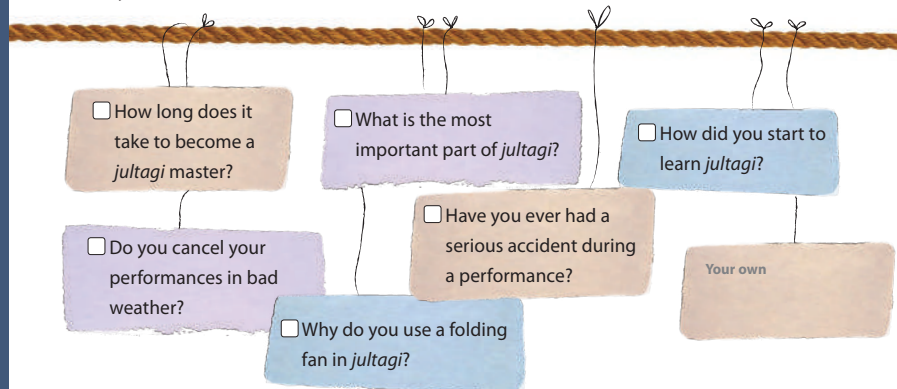 How long does it
take to become a
jultagi master?
What is the most
important part of jultagi?
How did you start to
learn jultagi?
Do you cancel your
performances in bad
weather?
Have you ever had a
serious accident during
a performance?
Your own
Why do you use a folding
fan in jultagi?